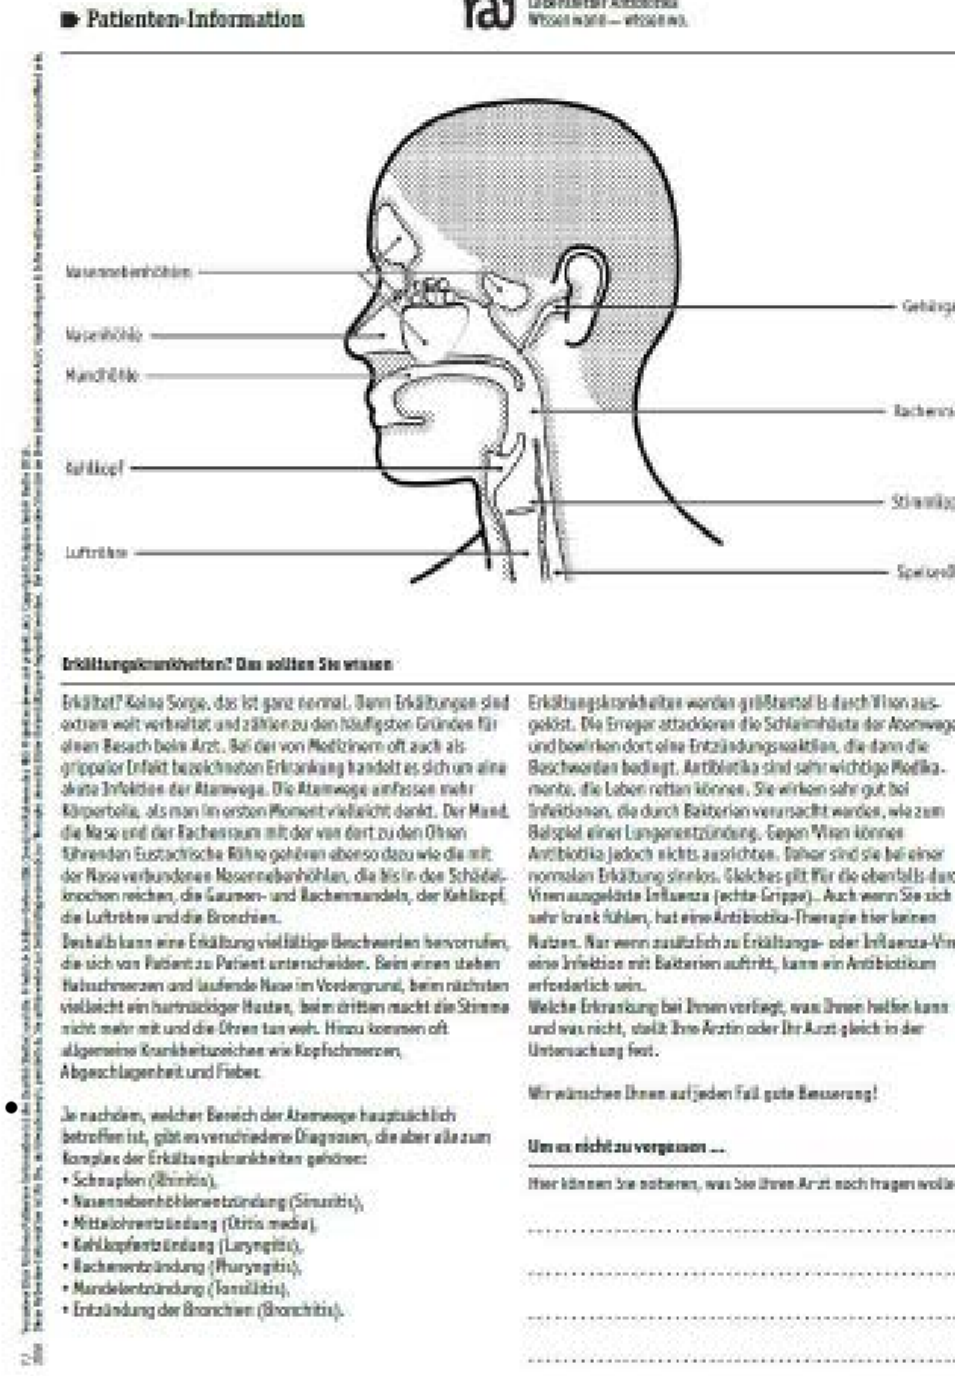 Patienten-Information
Wissen wann – wissen wo.
Nasennebenhöhlen
Nasenhöhle
Mundhöhle
Kehlkopf
Luftröhre
Gehörga
Rachenra
Stimmlipp
Speiserö
Erkältungskrankheiten? Das sollten Sie wissen
Erkältet? Keine Sorge, das ist ganz normal. Denn Erkältungen sind
extrem weit verbreitet und zählen zu den häufigsten Gründen für
einen Besuch beim Arzt. Bei der von Medizinern oft auch als
grippaler Infekt bezeichneten Erkrankung handelt es sich um eine
akute Infektion der Atemwege. Die Atemwege umfassen mehr
Körperteile, als man im ersten Moment vielleicht denkt. Der Mund,
die Nase und der Rachenraum mit der von dort zu den Ohren
führenden Eustachische Röhre gehören ebenso dazu wie die mit
der Nase verbundenen Nasennebenhöhlen, die bis in den Schädel-
knochen reichen, die Gaumen- und Rachenmandeln, der Kehlkopf,
die Luftröhre und die Bronchien.
Deshalb kann eine Erkältung vielfältige Beschwerden hervorrufen,
die sich von Patient zu Patient unterscheiden. Beim einen stehen
Halsschmerzen und laufende Nase im Vordergrund, beim nächsten
vielleicht ein hartnäckiger Husten, beim dritten macht die Stimme
nicht mehr mit und die Ohren tun weh. Hinzu kommen oft
allgemeine Krankheitszeichen wie Kopfschmerzen,
Abgeschlagenheit und Fieber.
Je nachdem, welcher Bereich der Atemwege hauptsächlich
betroffen ist, gibt es verschiedene Diagnosen, die aber alle zum
Komplex der Erkältungskrankheiten gehören:
• Schnupfen (Rhinitis),
• Nasennebenhöhlenentzündung (Sinusitis),
• Mittelohrentzündung (Otitis media),
• Kehlkopfentzündung (Laryngitis),
• Rachenentzündung (Pharyngitis),
• Mandelentzündung (Tonsillitis),
• Entzündung der Bronchien (Bronchitis).
Erkältungskrankheiten werden größtenteils durch Viren aus-
gelöst. Die Erreger attackieren die Schleimhäute der Atemwege
und bewirken dort eine Entzündungsreaktion, die dann die
Beschwerden bedingt. Antibiotika sind sehr wichtige Medika-
mente, die Leben retten können. Sie wirken sehr gut bei
Infektionen, die durch Bakterien verursacht werden, wie zum
Beispiel einer Lungenentzündung. Gegen Viren können
Antibiotika jedoch nichts ausrichten. Daher sind sie bei einer
normalen Erkältung sinnlos. Gleiches gilt für die ebenfalls durc
Viren ausgelöste Influenza (echte Grippe). Auch wenn Sie sich
sehr krank fühlen, hat eine Antibiotika-Therapie hier keinen
Nutzen. Nur wenn zusätzlich zu Erkältungs- oder Influenza-Vire
eine Infektion mit Bakterien auftritt, kann ein Antibiotikum
erforderlich sein.
Welche Erkrankung bei Ihnen vorliegt, was Ihnen helfen kann
und was nicht, stellt Ihre Ärztin oder Ihr Arzt gleich in der
Untersuchung fest.
Wir wünschen Ihnen auf jeden Fall gute Besserung!
Um es nicht zu vergessen ...
Hier können Sie notieren, was Sie Ihren Arzt noch fragen wolle